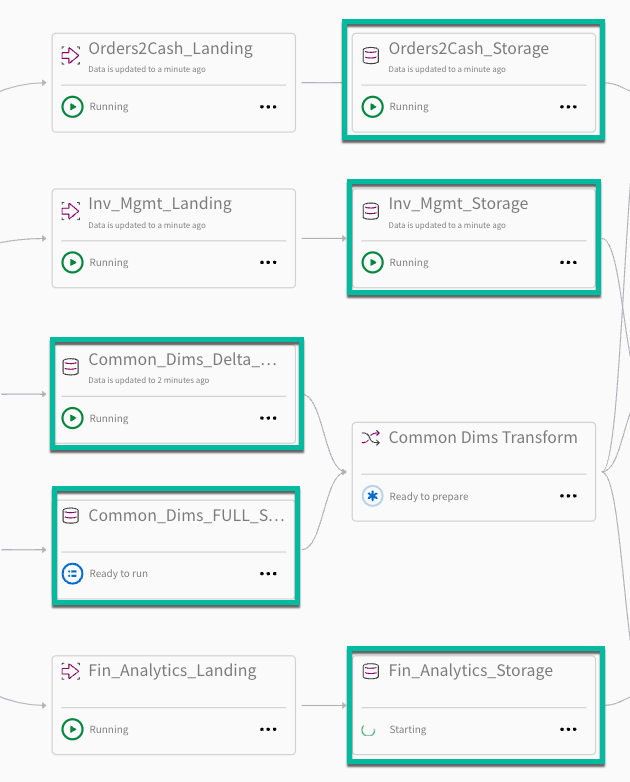 Orders2Cash_Landing
Data is updated to a minute ago
Running
Orders2Cash_Storage
Data is updated to a minute ago
Running
Inv_Mgmt_Landing
Data is updated to a minute ago
Running
Inv_Mgmt_Storage
Data is updated to a minute ago
Running
Common_Dims_Delta_...
Data is updated to 2 minutes ago
Running
Common Dims Transform
Ready to prepare
Common_Dims_FULL_S...
Ready to run
Fin_Analytics_Landing
Running
Fin_Analytics_Storage
Starting